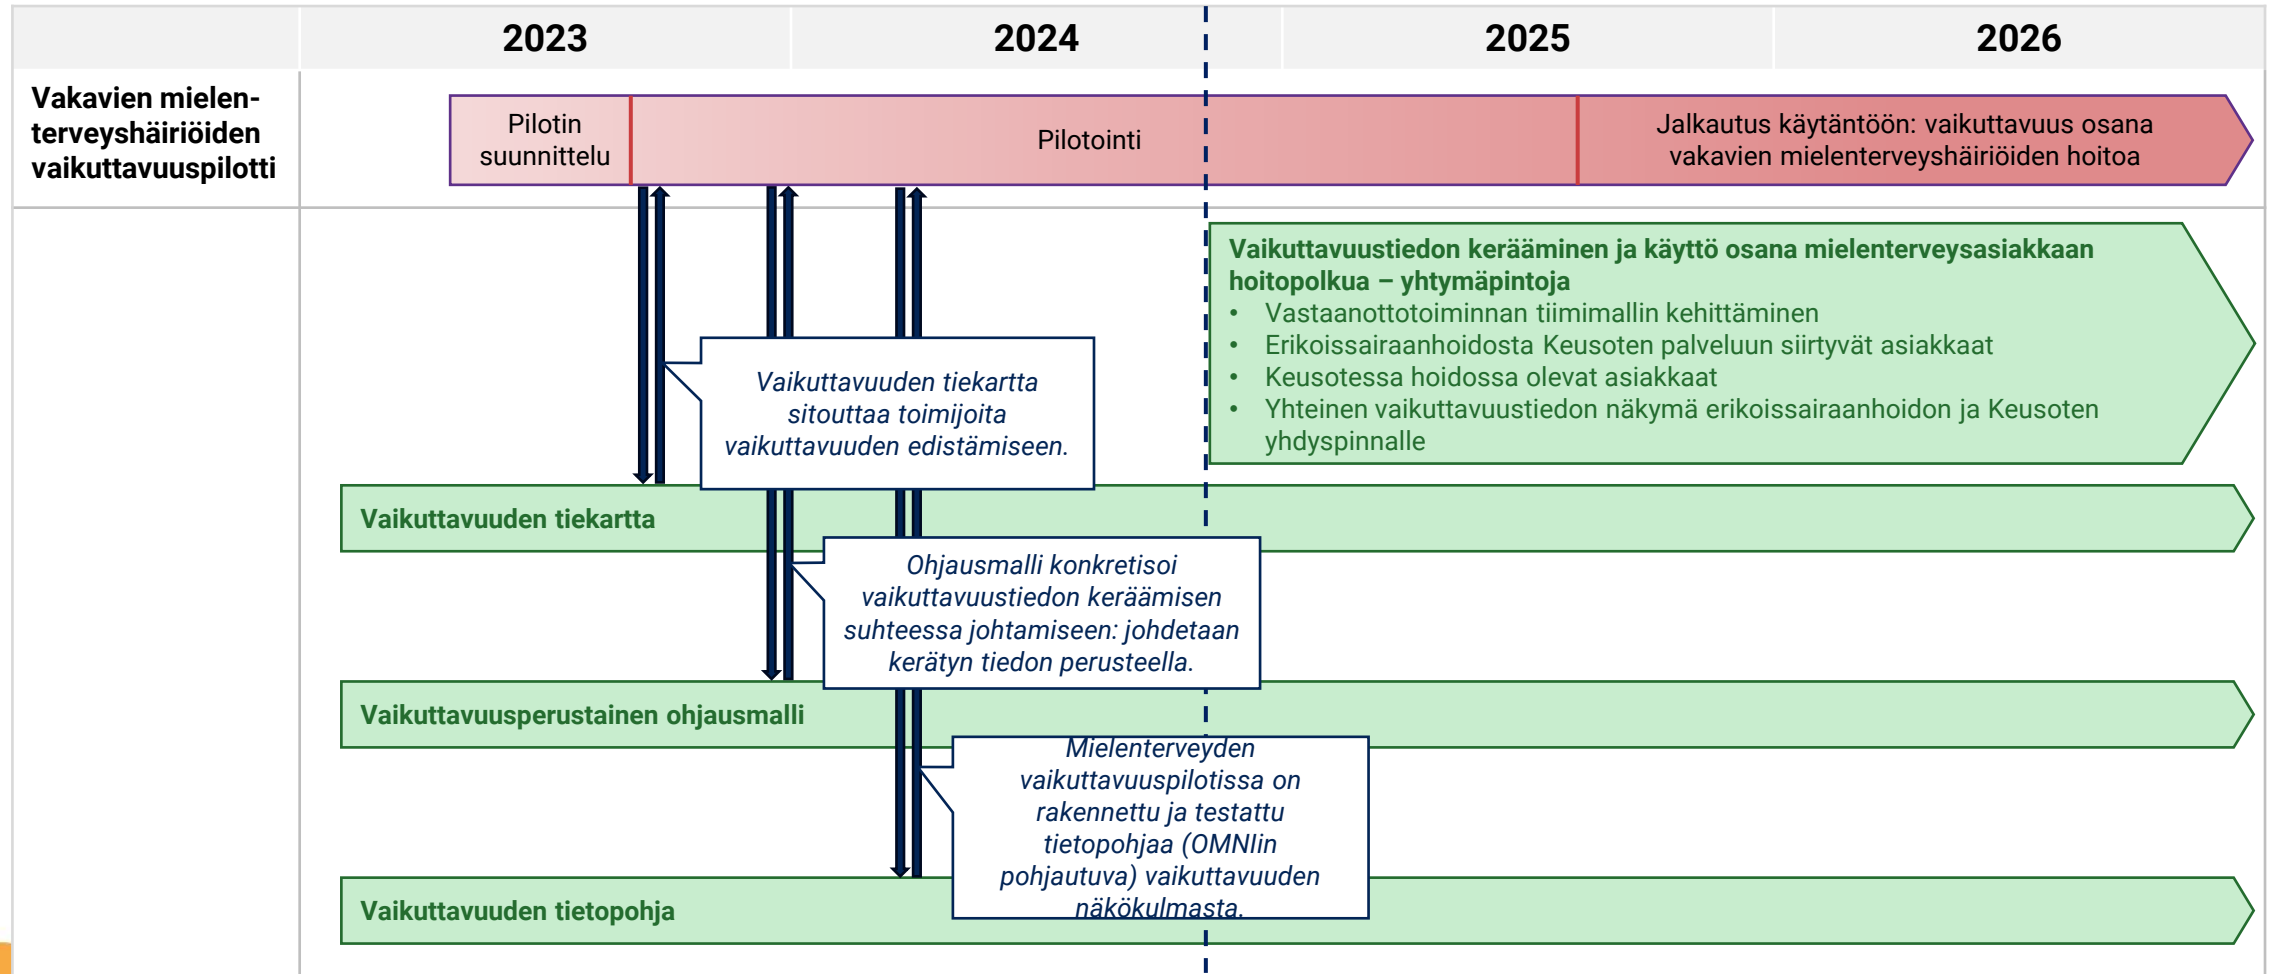 2023 2024 2025 2026
Vakavien mielen-
terveyshäiriöiden
vaikuttavuuspilotti
Pilotin
suunnittelu
Pilotointi
Jalkautus käytäntöön: vaikuttavuus osana
vakavien mielenterveyshäiriöiden hoitoa
Vaikuttavuustiedon kerääminen ja käyttö osana mielenterveysasiakkaan
hoitopolkua – yhtymäpintoja
• Vastaanottotoiminnan tiimimallin kehittäminen
• Erikoissairaanhoidosta Keusoten palveluun siirtyvät asiakkaat
• Keusotessa hoidossa olevat asiakkaat
• Yhteinen vaikuttavuustiedon näkymä erikoissairaanhoidon ja Keusoten
yhdyspinnalle
Vaikuttavuuden tiekartta
sitouttaa toimijoita
vaikuttavuuden edistämiseen.
Vaikuttavuuden tiekartta
Ohjausmalli konkretisoi
vaikuttavuustiedon keräämisen
suhteessa johtamiseen: johdetaan
kerätyn tiedon perusteella.
Vaikuttavuusperustainen ohjausmalli
Mielenterveyden
vaikuttavuuspilotissa on
rakennettu ja testattu
tietopohjaa (OMNIin
pohjautuva) vaikuttavuuden
näkökulmasta.
Vaikuttavuuden tietopohja